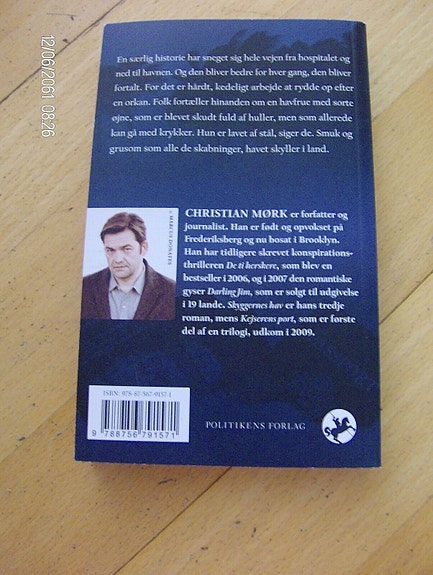 12/06/2061 08:26
En særlig historie har sneget sig hele vejen fra hospitalet og
ned til havnen. Og den bliver bedre for hver gang, den bliver
fortalt. For det er hårdt, kedeligt arbejde at rydde op efter
en orkan. Folk fortæller hinanden om en havfrue med sorte
øjne, som er blevet skudt fuld af huller, men som allerede
kan gå med krykker. Hun er lavet af stål, siger de. Smuk og
grusom som alle de skabninger, havet skyller i land.
CHRISTIAN MØRK er forfatter og
journalist. Han er født og opvokset på
Frederiksberg og nu bosat i Brooklyn.
Han har tidligere skrevet konspirations-
thrilleren De ti herskere, som blev en
bestseller i 2006, og i 2007 den romantiske
gyser Darling Jim, som er solgt til udgivelse
i 19 lande. Skyggernes hav er hans tredje
roman, mens Kejserens port, som er første
del af en trilogi, udkom i 2009.
ISBN: 978-87-567-9157-1
9 788756 791571
POLITIKENS FORLAG